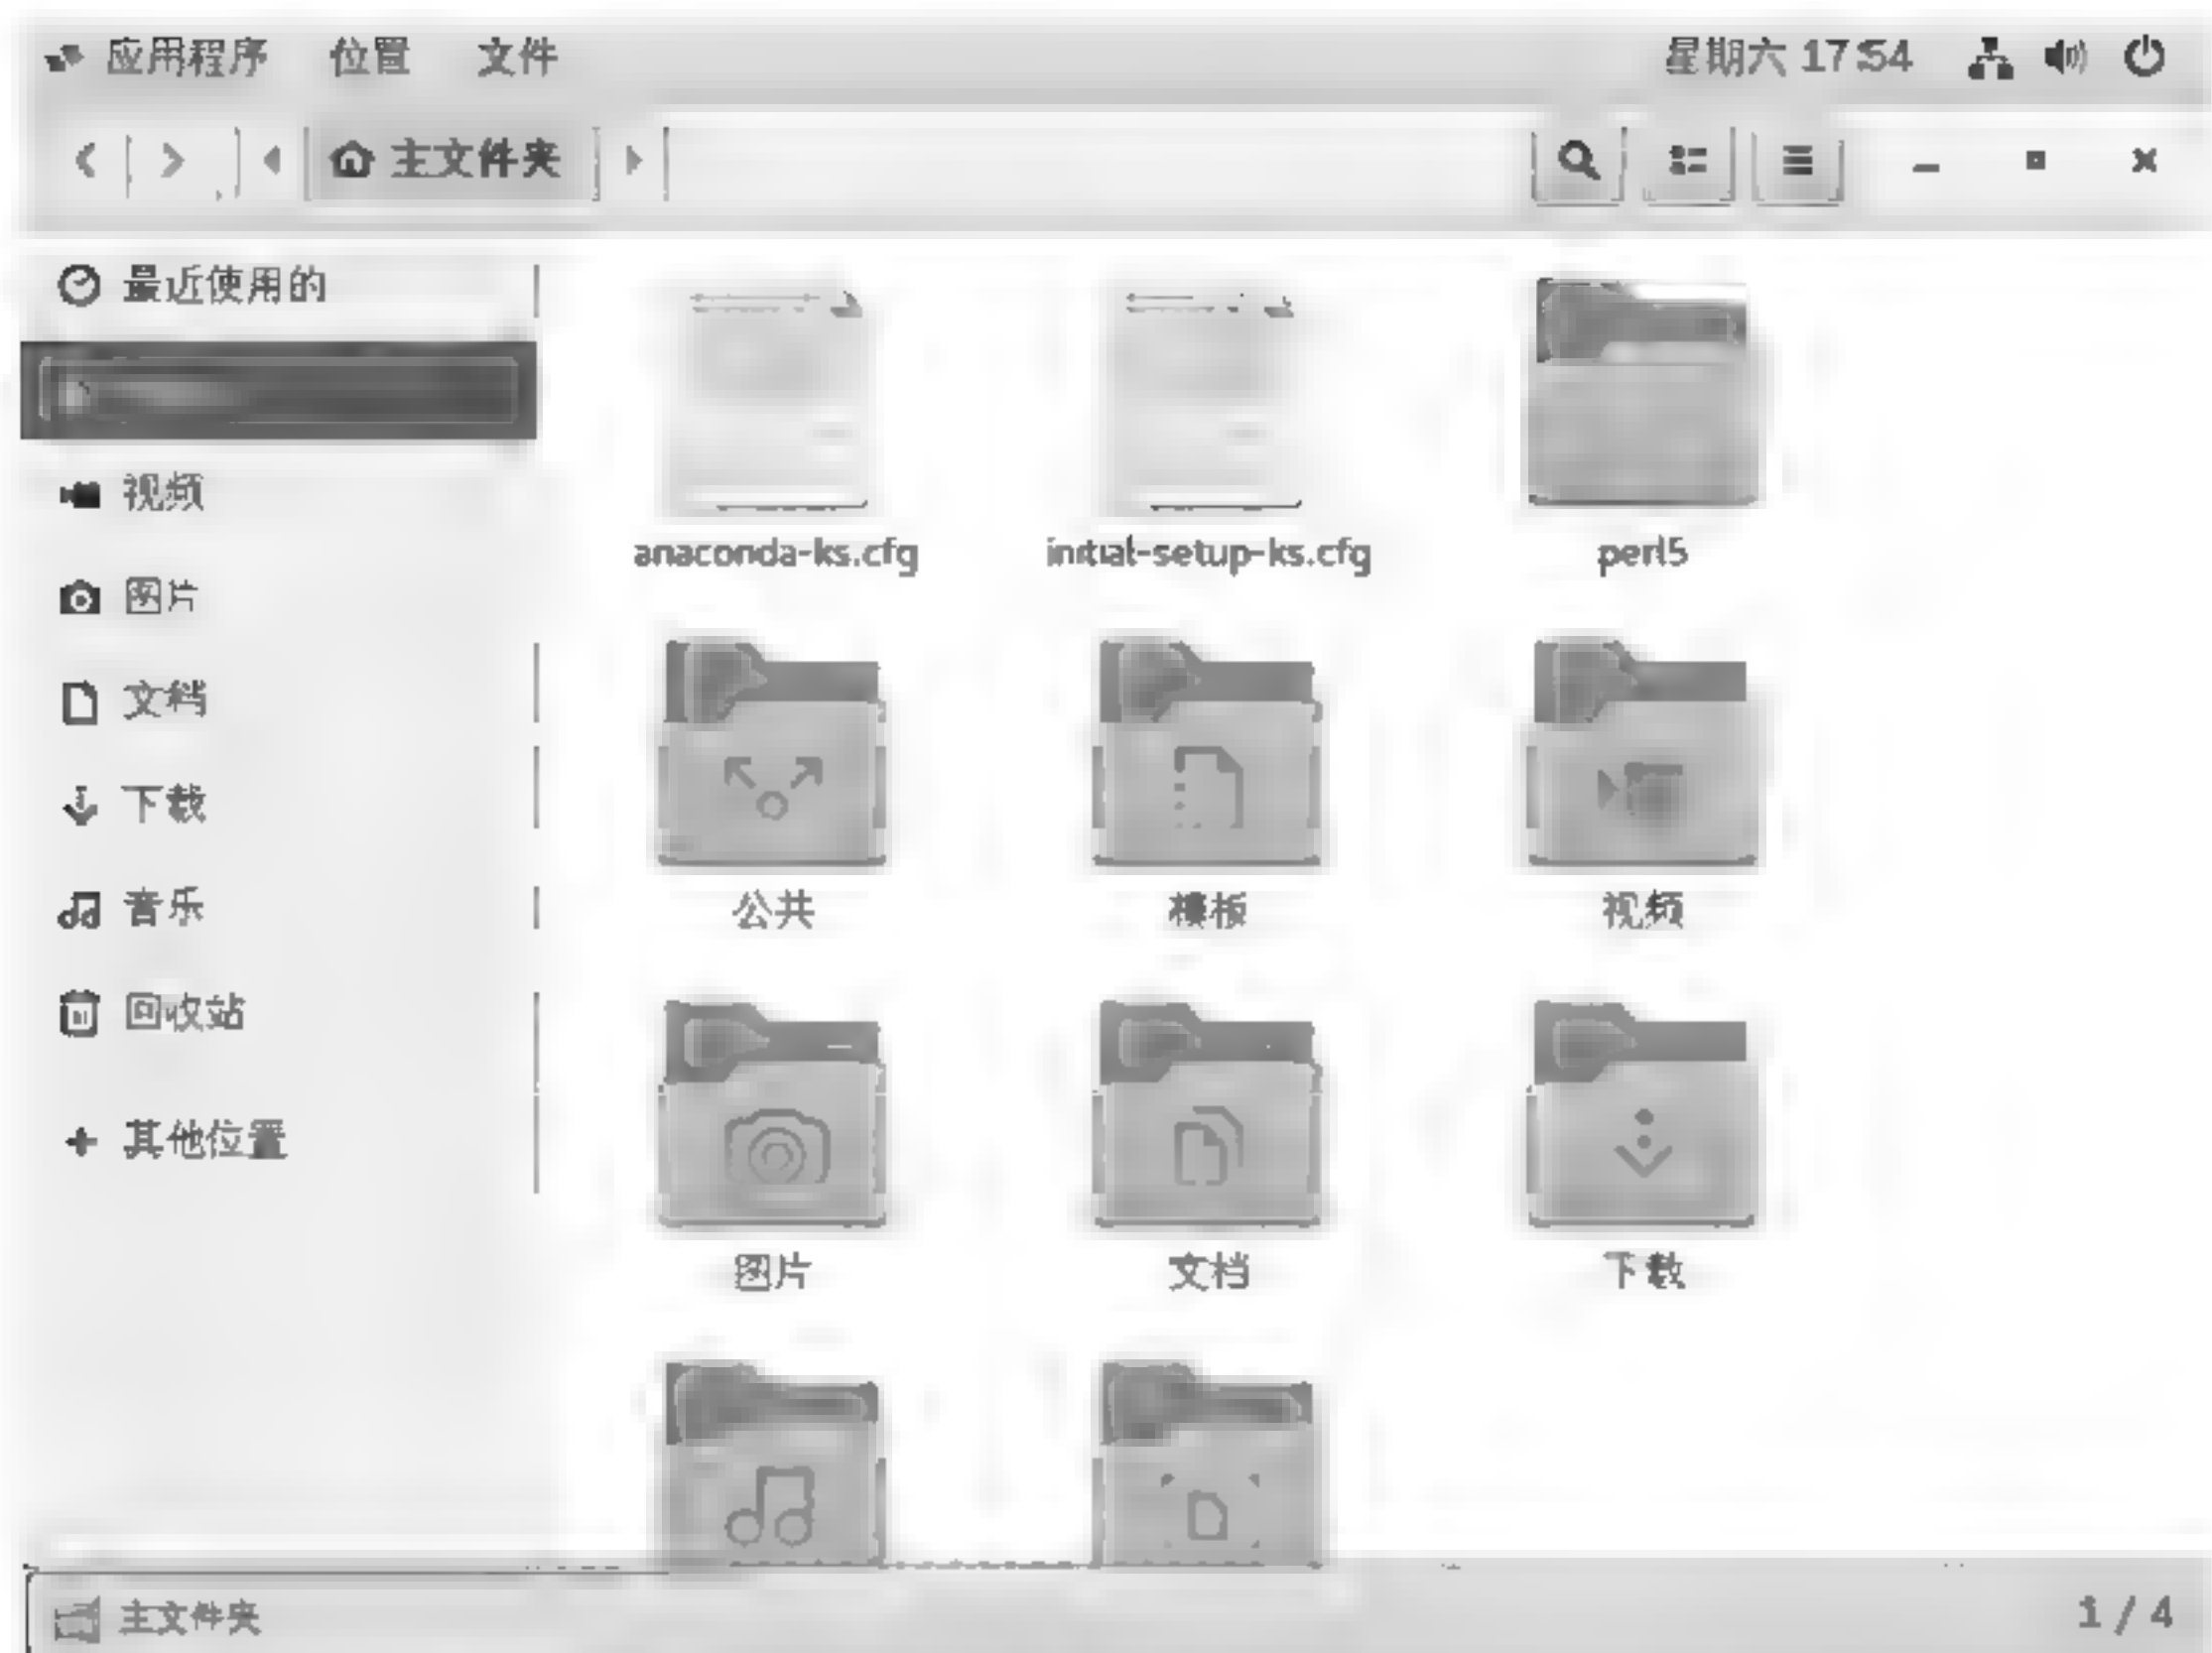 应用程序 位置 文件 星期六 17:54
主文件夹
最近使用的
视频
图片
文档
下载
音乐
回收站
其他位置
anaconda-ks.cfg initial-setup-ks.cfg perl5
公共 模板 视频
图片 文档 下载
主文件夹 1 / 4